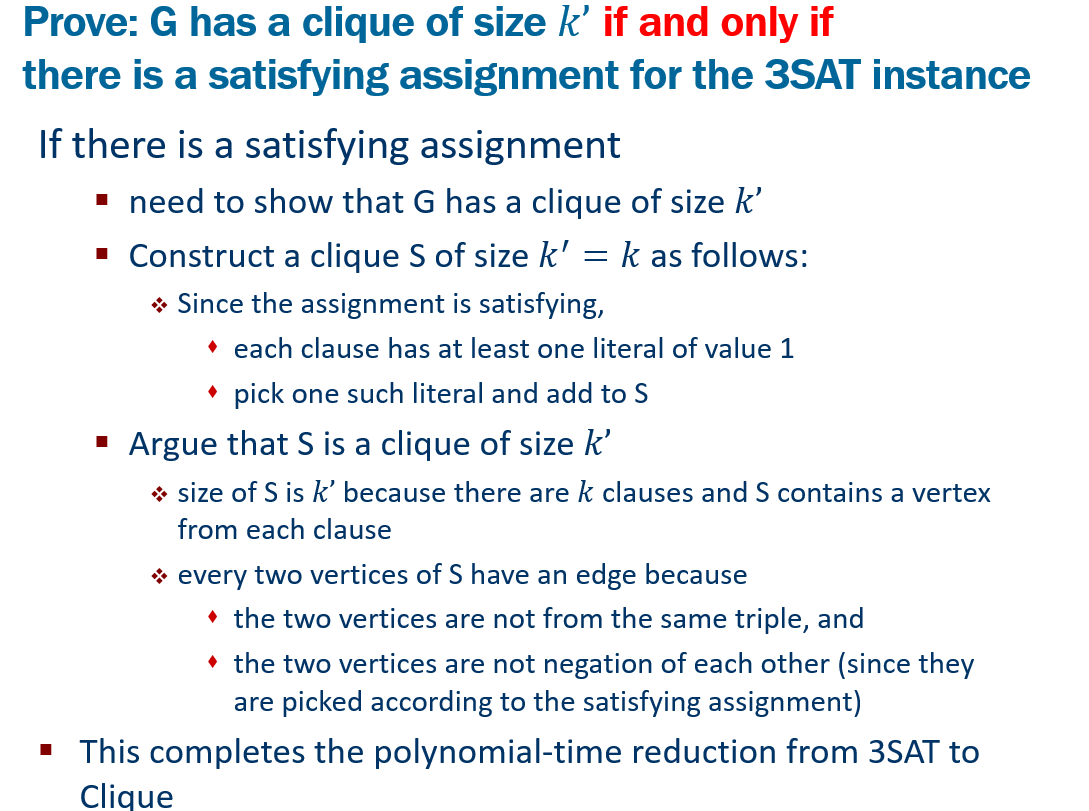 Prove: G has a clique of size k’ if and only if
there is a satisfying assignment for the 3SAT instance
If there is a satisfying assignment
▪ need to show that G has a clique of size k’
▪ Construct a clique S of size k′ = k as follows:
❖ Since the assignment is satisfying,
♦ each clause has at least one literal of value 1
♦ pick one such literal and add to S
▪ Argue that S is a clique of size k’
❖ size of S is k’ because there are k clauses and S contains a vertex
from each clause
❖ every two vertices of S have an edge because
♦ the two vertices are not from the same triple, and
♦ the two vertices are not negation of each other (since they
are picked according to the satisfying assignment)
▪ This completes the polynomial-time reduction from 3SAT to
Clique